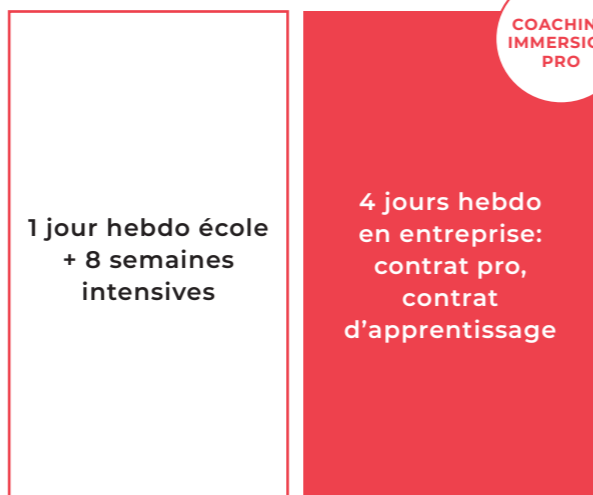 1 jour hebdo école
+ 8 semaines
intensives
PRO
4 jours hebdo
en entreprise:
contrat pro,
contrat
d’apprentissage